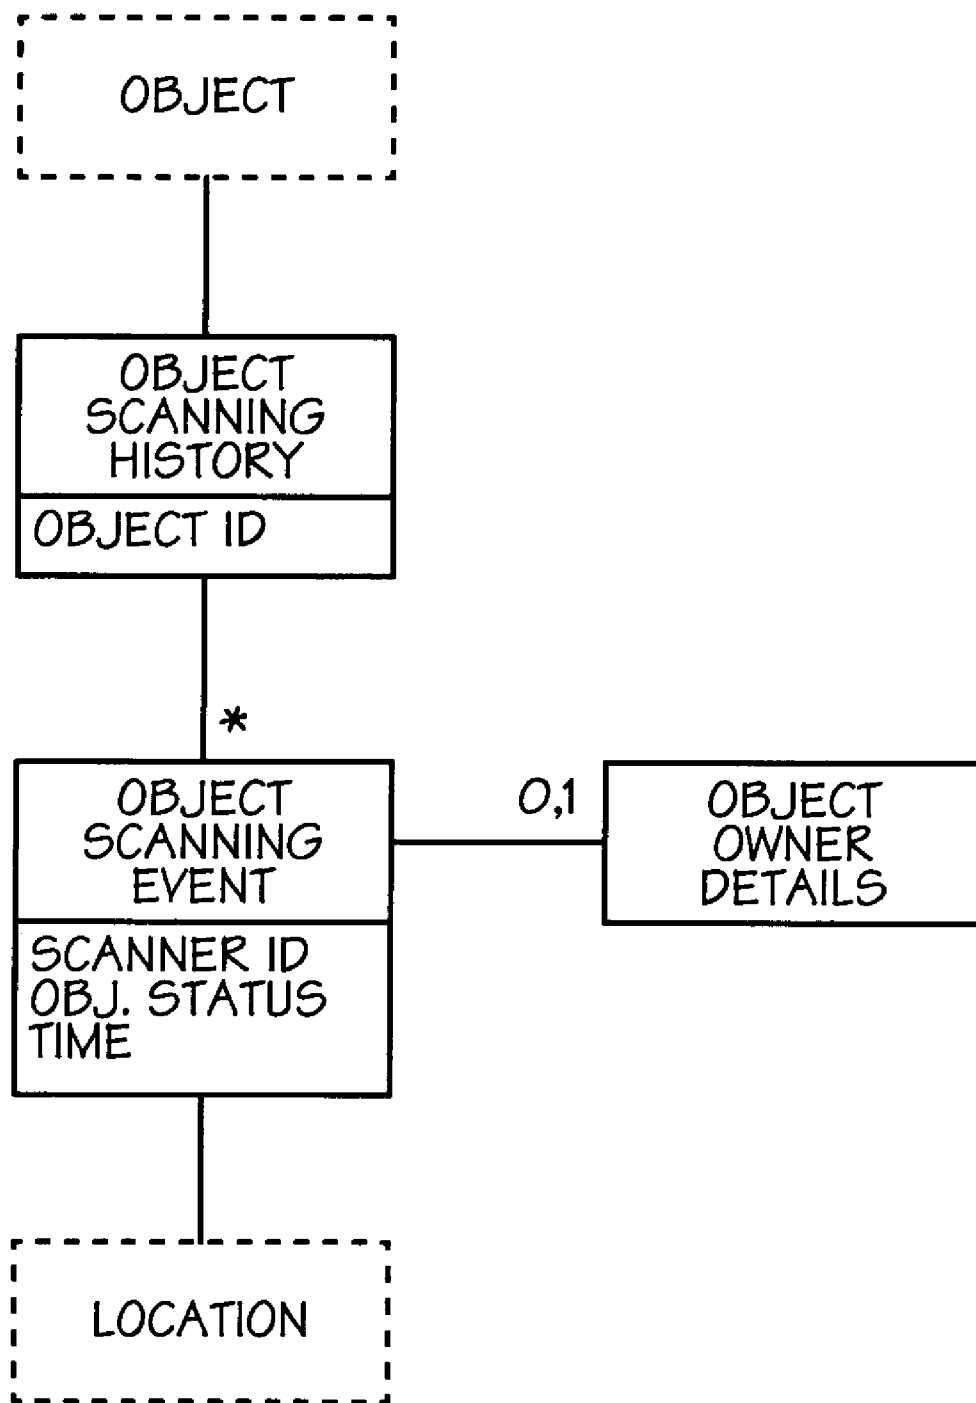 OBJECT
OBJECT
SCANNING
HISTORY
OBJECT ID
*
OBJECT
SCANNING
EVENT
0,1
OBJECT
OWNER
DETAILS
SCANNER ID
OBJ. STATUS
TIME
LOCATION